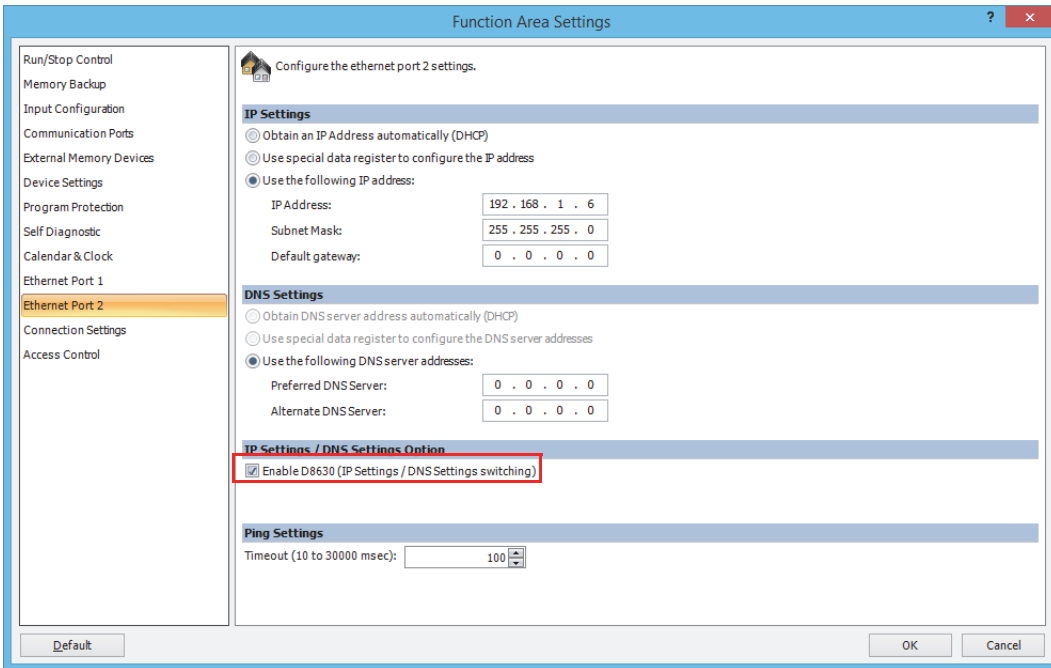 Function Area Settings
?
×
Run/Stop Control
Memory Backup
Input Configuration
Communication Ports
External Memory Devices
Device Settings
Program Protection
Self Diagnostic
Calendar & Clock
Ethernet Port 1
Ethernet Port 2
Connection Settings
Access Control
Configure the ethernet port 2 settings.
IP Settings
Obtain an IP Address automatically (DHCP)
Use special data register to configure the IP address
Use the following IP address:
IP Address: 192 . 168 . 1 . 6
Subnet Mask: 255 . 255 . 255 . 0
Default gateway: 0 . 0 . 0 . 0
DNS Settings
Obtain DNS server address automatically (DHCP)
Use special data register to configure the DNS server addresses
Use the following DNS server addresses:
Preferred DNS Server: 0 . 0 . 0 . 0
Alternate DNS Server: 0 . 0 . 0 . 0
IP Settings / DNS Settings Option
Enable D8630 (IP Settings / DNS Settings switching)
Ping Settings
Timeout (10 to 30000 msec): 100
Default
OK
Cancel